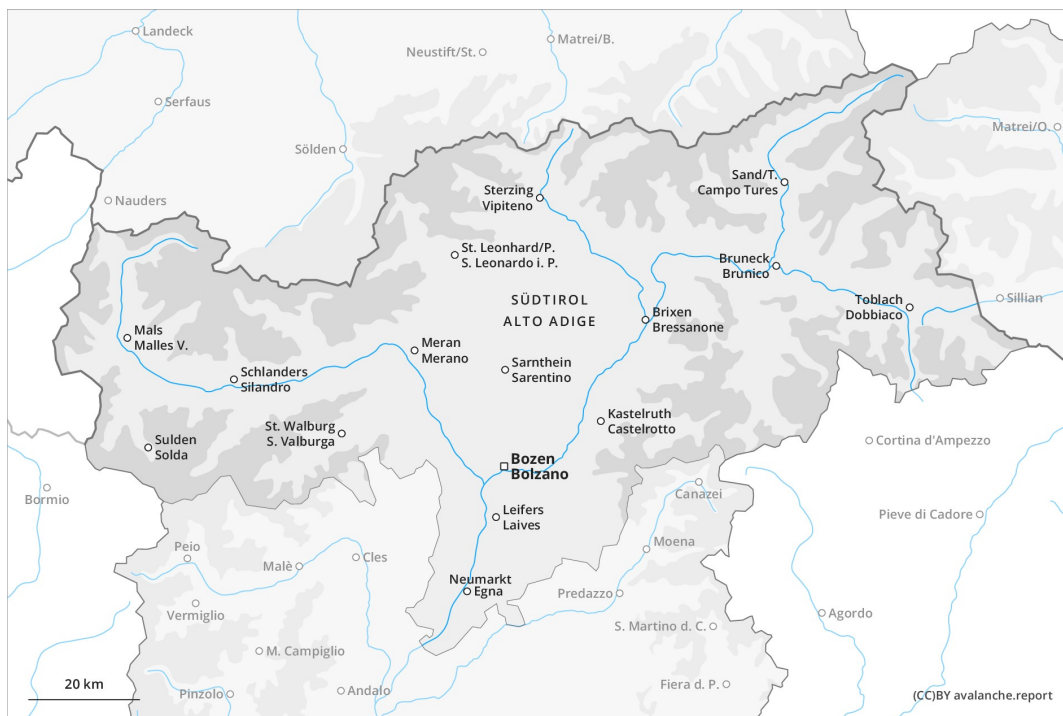 Landeck
Neustift/St.
Matrei/B.
Serfaus
Matrei/O.
Sölden
Sand/T.
Campo Tures
Sterzing
Vipiteno
Nauders
St. Leonhard/P.
S. Leonardo i. P.
Bruneck
Brunico
SÜDTIROL
ALTO ADIGE
Toblach
Dobbiaco
Sillian
Brixen
Bressanone
Mals
Malles V.
Meran
Merano
Sarnthein
Sarentino
Schlanders
Silandro
Kastelruth
Castelrotto
St. Walburg
S. Valburga
Sulden
Solda
Cortina d'Ampezzo
Bozen
Bolzano
Bormio
Canazei
Leifers
Laives
Pieve di Cadore
Peio
Moena
Cles
Malè
Neumarkt
Egna
Predazzo
Vermiglio
Agordo
S. Martino d. C.
M. Campiglio
20 km
Pinzolo
Andalo
Fiera d. P.
(CC)BY avalanche.report